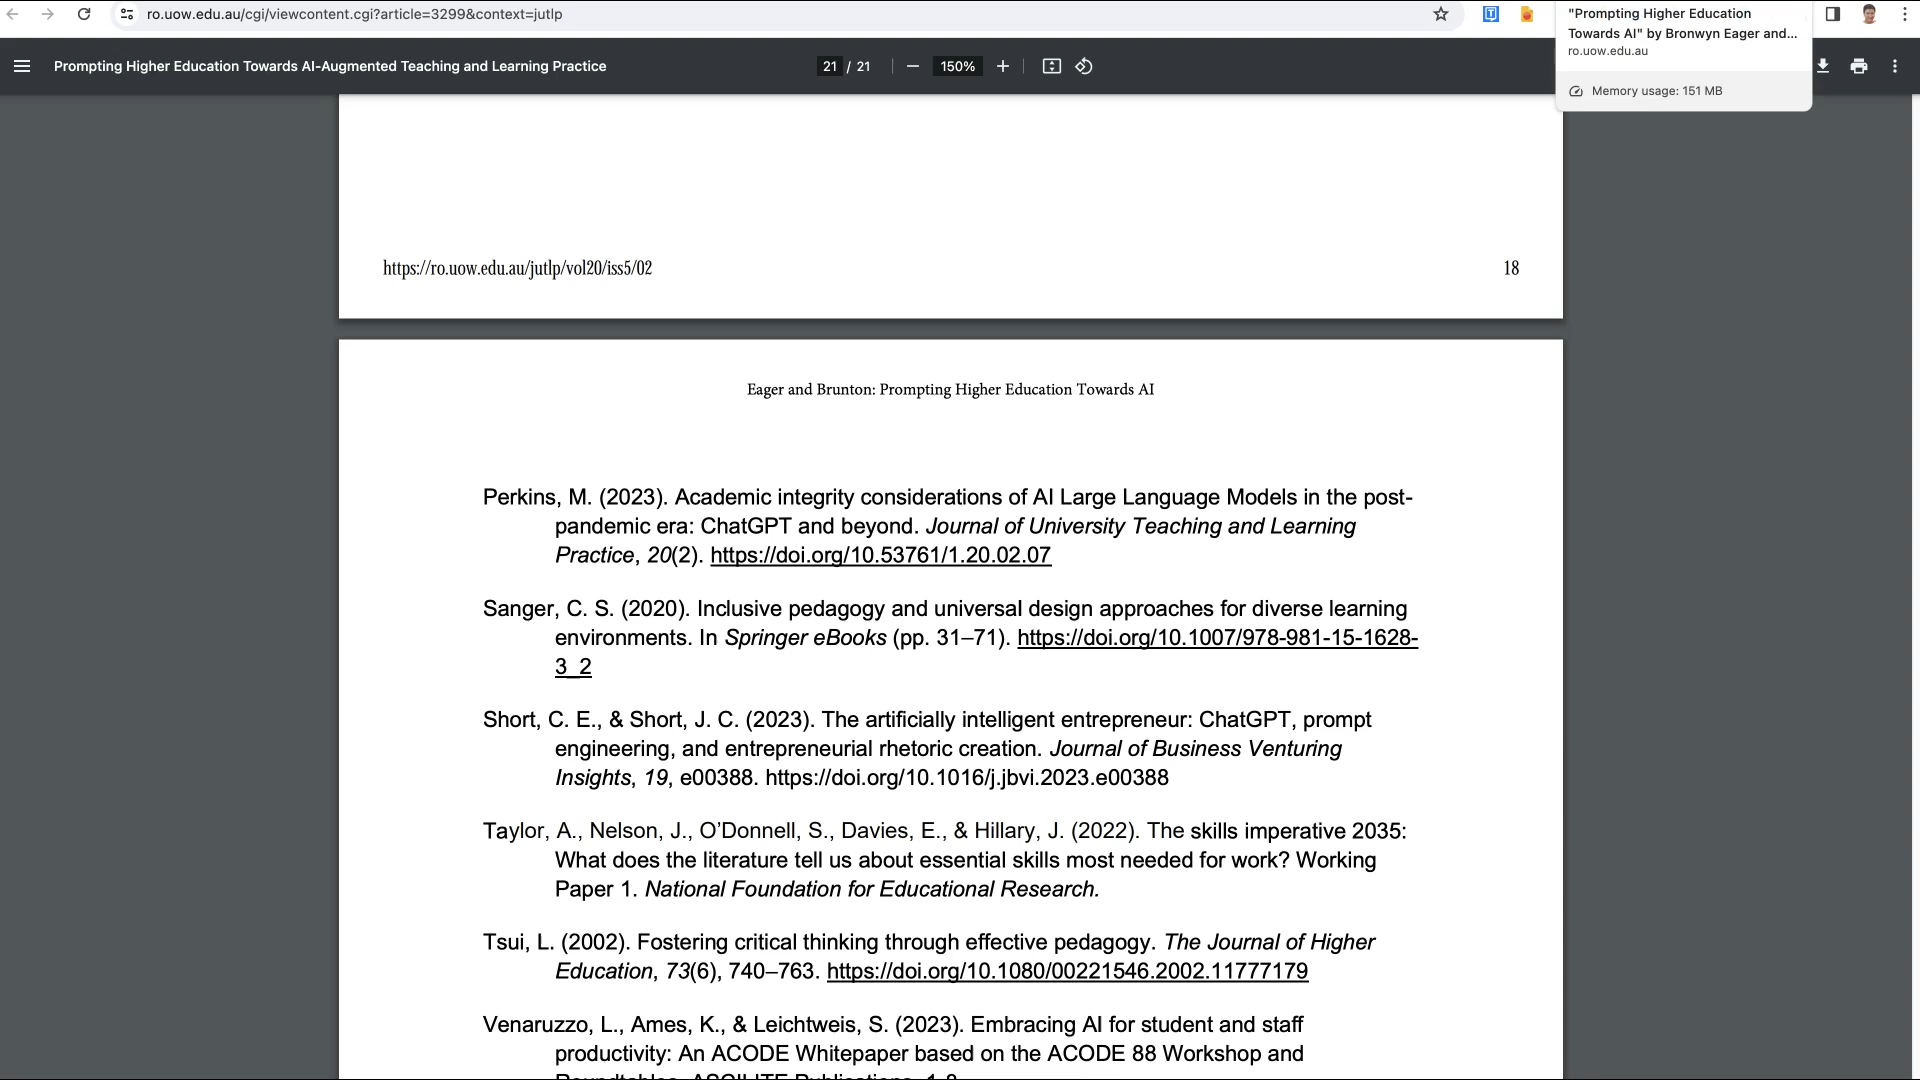 ro.uow.edu.au/cgi/viewcontent.cgi?article=3299&context=jutlp
"Prompting Higher Education
Towards AI" by Bronwyn Eager and...
ro.uow.edu.au
Memory usage: 151 MB
Prompting Higher Education Towards AI-Augmented Teaching and Learning Practice
21 / 21
150%
https://ro.uow.edu.au/jutlp/vol20/iss5/02
18
Eager and Brunton: Prompting Higher Education Towards AI
Perkins, M. (2023). Academic integrity considerations of AI Large Language Models in the post-
pandemic era: ChatGPT and beyond. Journal of University Teaching and Learning
Practice, 20(2). https://doi.org/10.53761/1.20.02.07
Sanger, C. S. (2020). Inclusive pedagogy and universal design approaches for diverse learning
environments. In Springer eBooks (pp. 31–71). https://doi.org/10.1007/978-981-15-1628-
3_2
Short, C. E., & Short, J. C. (2023). The artificially intelligent entrepreneur: ChatGPT, prompt
engineering, and entrepreneurial rhetoric creation. Journal of Business Venturing
Insights, 19, e00388. https://doi.org/10.1016/j.jbvi.2023.e00388
Taylor, A., Nelson, J., O’Donnell, S., Davies, E., & Hillary, J. (2022). The skills imperative 2035:
What does the literature tell us about essential skills most needed for work? Working
Paper 1. National Foundation for Educational Research.
Tsui, L. (2002). Fostering critical thinking through effective pedagogy. The Journal of Higher
Education, 73(6), 740–763. https://doi.org/10.1080/00221546.2002.11777179
Venaruzzo, L., Ames, K., & Leichtweis, S. (2023). Embracing AI for student and staff
productivity: An ACODE Whitepaper based on the ACODE 88 Workshop and